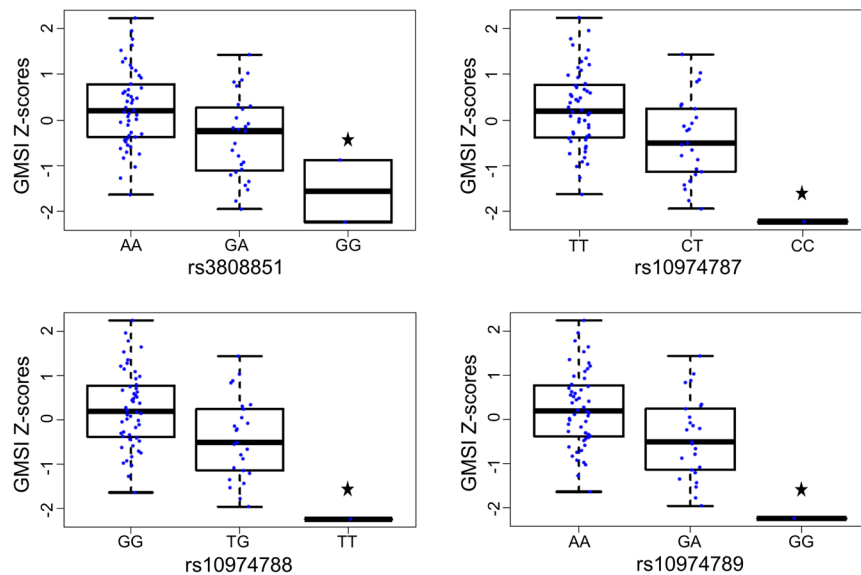 GMSI Z-scores
2
1
0
-1
-2
AA GA GG
rs3808851
GMSI Z-scores
2
1
0
-1
-2
TT CT CC
rs10974787
GMSI Z-scores
2
1
0
-1
-2
GG TG TT
rs10974788
GMSI Z-scores
2
1
0
-1
-2
AA GA GG
rs10974789